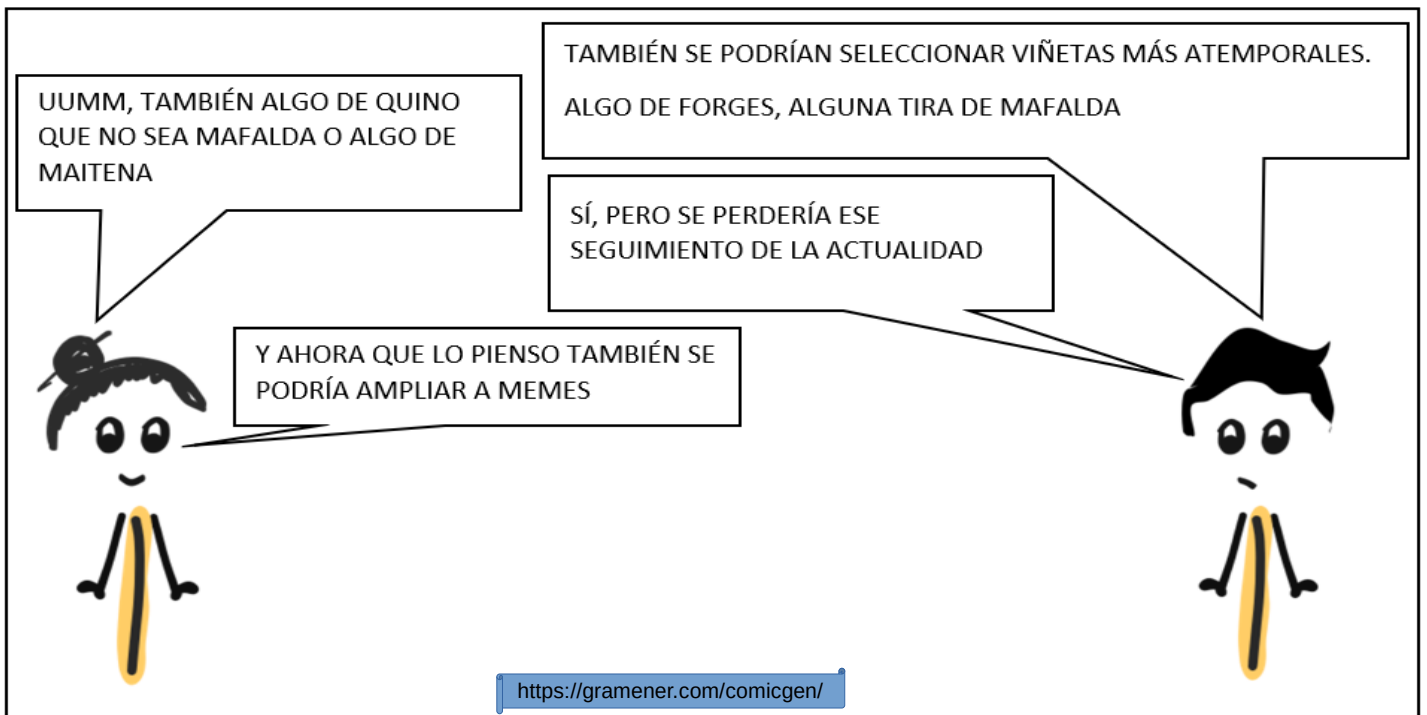 TAMBIÉN SE PODRÍAN SELECCIONAR VIÑETAS MÁS ATEMPORALES.
ALGO DE FORGES, ALGUNA TIRA DE MAFALDA
UUMM, TAMBIÉN ALGO DE QUINO
QUE NO SEA MAFALDA O ALGO DE
MAITENA
SÍ, PERO SE PERDERÍA ESE
SEGUIMIENTO DE LA ACTUALIDAD
Y AHORA QUE LO PIENSO TAMBIÉN SE
PODRÍA AMPLIAR A MEMES
https://gramener.com/comicgen/